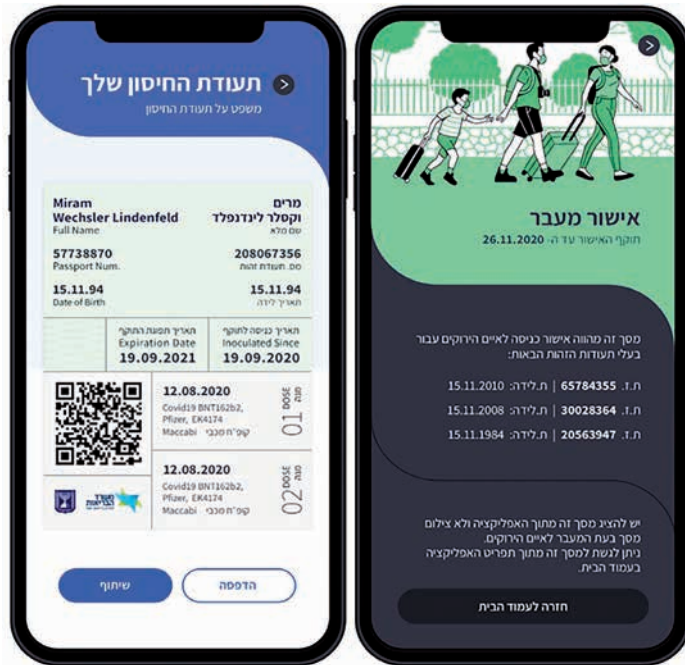 תעודת החיסון שלך
משפט על תעודת החיסון
Miram
Wechsler Lindenfeld
Full Name
מרים
וקסלר לינדנפלד
שם מלא
57738870
Passport Num.
208067356
מס. תעודת זהות
15.11.94
Date of Birth
15.11.94
תאריך לידה
תאריך תפוגת התוקף
Expiration Date
19.09.2021
תאריך כניסה לתוקף
Inoculated Since
19.09.2020
12.08.2020
Covid19 BNT162b2,
Pfizer, EK4174
Maccabi קופ״ח מכבי
01 DOSE מנה
12.08.2020
Covid19 BNT162b2,
Pfizer, EK4174
Maccabi קופ״ח מכבי
02 DOSE מנה
משרד
הבריאות
שיתוף
הדפסה
אישור מעבר
תוקף האישור עד ה- 26.11.2020
מסך זה מהווה אישור כניסה לאיים הירוקים עבור
בעלי תעודות הזהות הבאות:
ת.ז. 65784355 | ת.לידה: 15.11.2010
ת.ז. 30028364 | ת.לידה: 15.11.2008
ת.ז. 20563947 | ת.לידה: 15.11.1984
יש להציג מסך זה מתוך האפליקציה ולא צילום
מסך בעת המעבר לאיים הירוקים.
ניתן לגשת למסך זה מתוך תפריט האפליקציה
בעמוד הבית.
חזרה לעמוד הבית